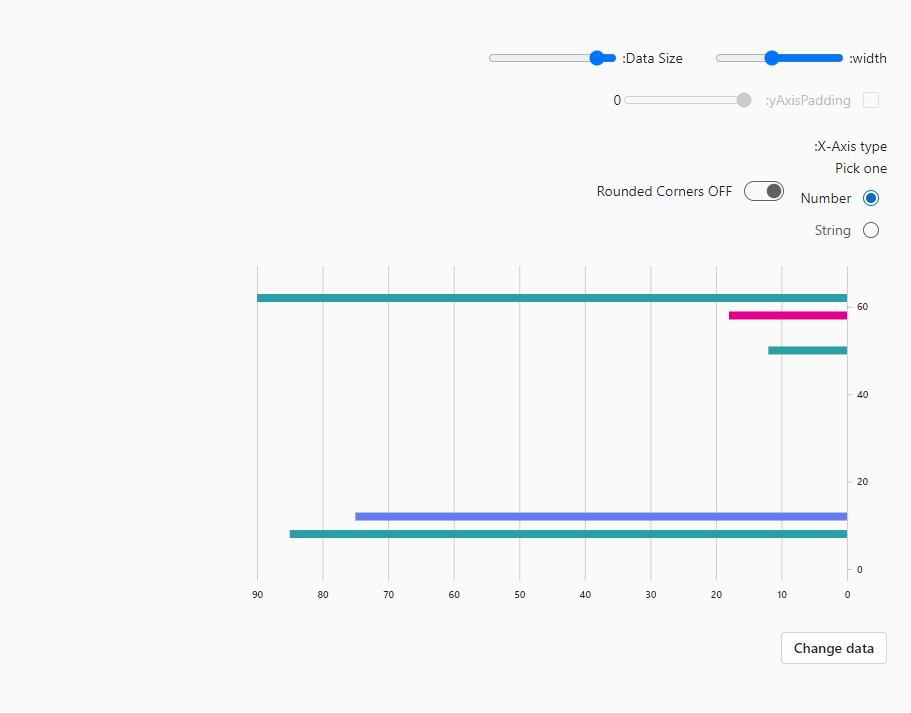 :width
:Data Size
:yAxisPadding
0
:X-Axis type
Pick one
Number
Rounded Corners OFF
String
60
40
20
0
90 80 70 60 50 40 30 20 10 0
Change data